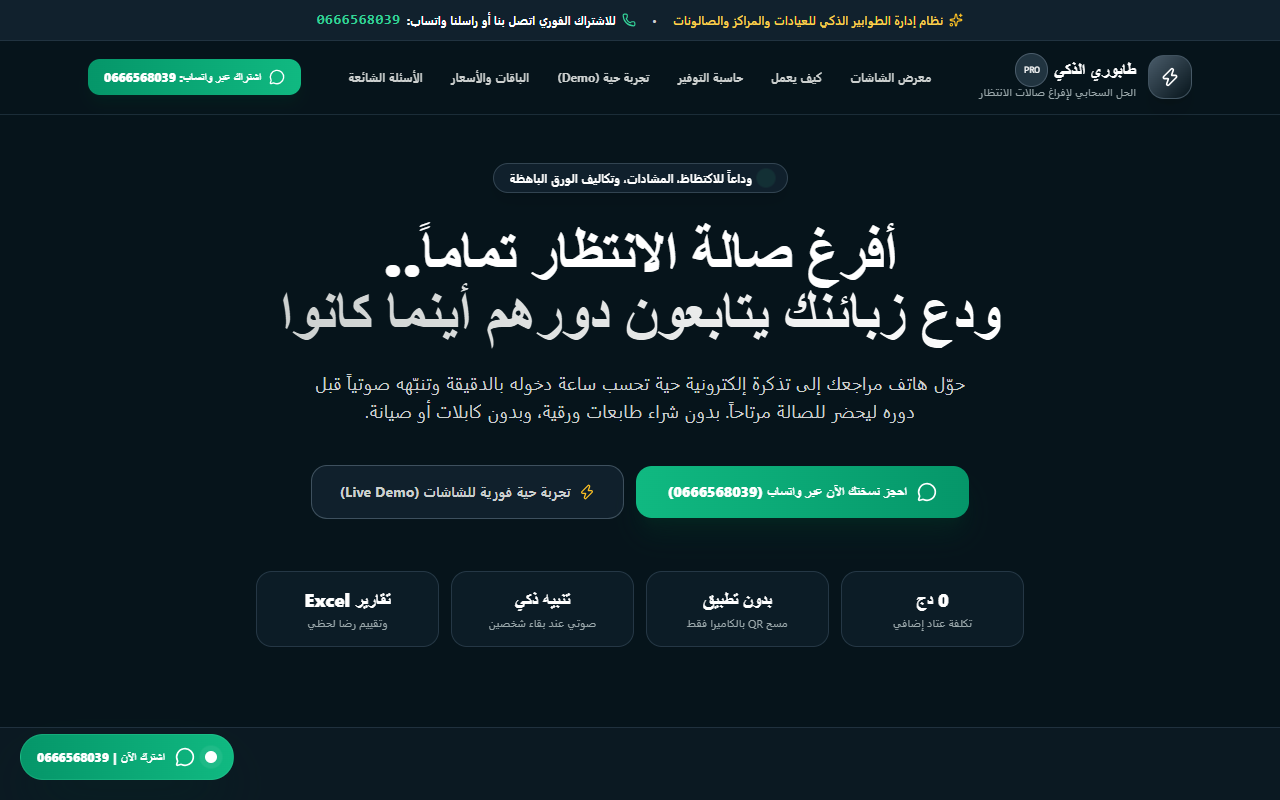 نظام إدارة الطوابير الذكي للعيادات والمراكز والصالونات • للاشتراك الفوري اتصل بنا أو راسلنا واتساب: 0666568039
طابوري الذكي PRO
الحل السحابي لإفراغ صالات الانتظار
معرض الشاشات
كيف يعمل
حاسبة التوفير
تجربة حية (Demo)
الباقات والأسعار
الأسئلة الشائعة
اشتراك عبر واتساب: 0666568039
وداعاً للاكتظاظ، المشادات، وتكاليف الورق الباهظة
أفرغ صالة الانتظار تماماً..
ودع زبائنك يتابعون دورهم أينما كانوا
حوّل هاتف مراجعك إلى تذكرة إلكترونية حية تحسب ساعة دخوله بالدقيقة وتنبّهه صوتياً قبل
دوره ليحضر للصالة مرتاحاً. بدون شراء طابعات ورقية، وبدون كابلات أو صيانة.
احجز نسختك الآن عبر واتساب (0666568039)
تجربة حية فورية للشاشات (Live Demo)
0 دج
تكلفة عتاد إضافي
بدون تطبيق
مسح QR بالكاميرا فقط
تنبيه ذكي
صوتي عند بقاء شخصين
تقارير Excel
وتقييم رضا لحظي
اشترك الآن | 0666568039